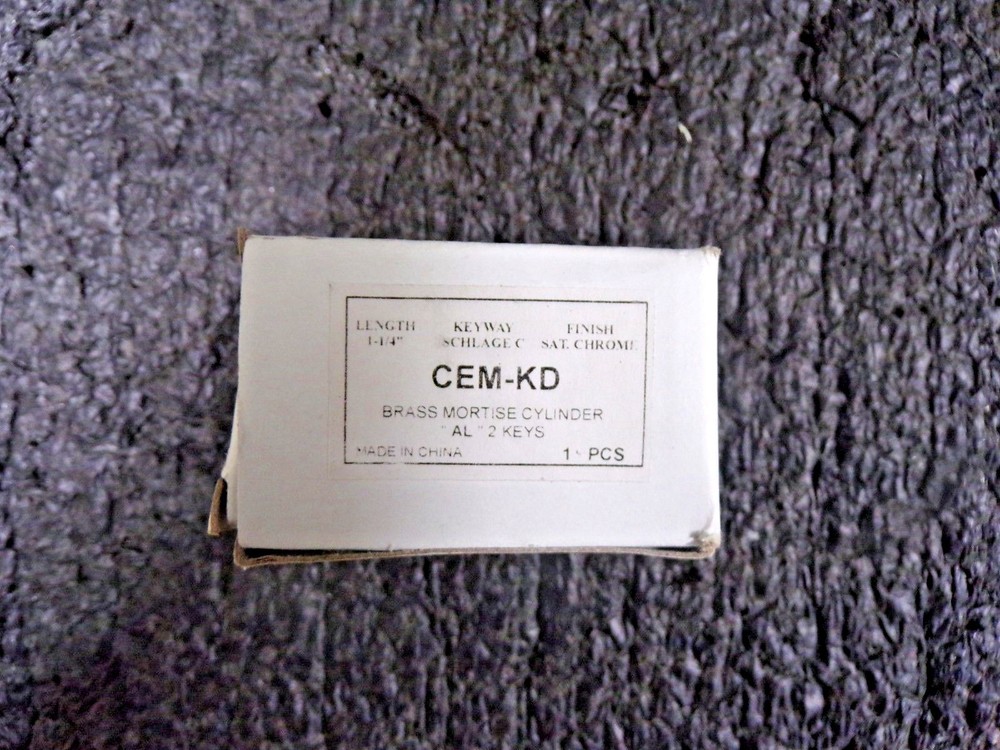 LENGTH KEYWAY FINISH
1-1/4" SCHLAGE C SAT. CHROME
CEM-KD
BRASS MORTISE CYLINDER
" AL " 2 KEYS
MADE IN CHINA 1 PCS